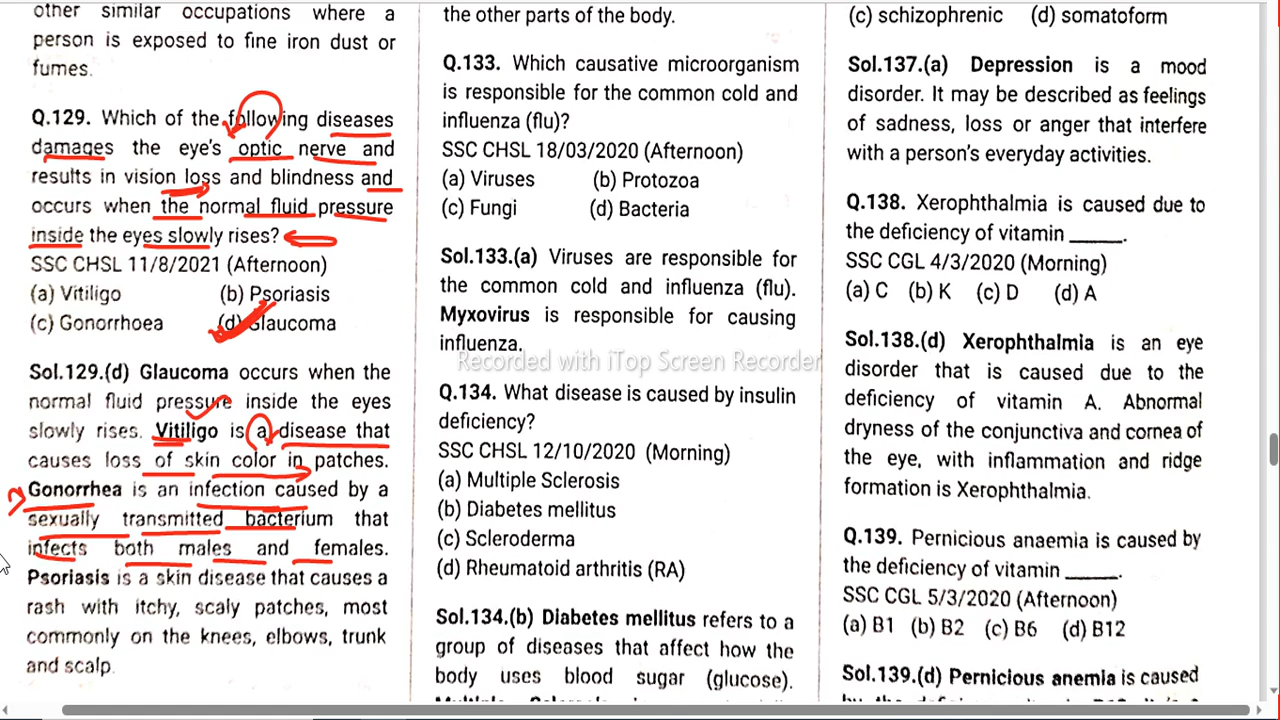 other similar occupations where a
person is exposed to fine iron dust or
fumes.
Q.129. Which of the following diseases
damages the eye's optic nerve and
results in vision loss and blindness and
occurs when the normal fluid pressure
inside the eyes slowly rises?
SSC CHSL 11/8/2021 (Afternoon)
(a) Vitiligo (b) Psoriasis
(c) Gonorrhoea (d) Glaucoma
Sol.129.(d) Glaucoma occurs when the
normal fluid pressure inside the eyes
slowly rises. Vitiligo is a disease that
causes loss of skin color in patches.
Gonorrhea is an infection caused by a
sexually transmitted bacterium that
infects both males and females.
Psoriasis is a skin disease that causes a
rash with itchy, scaly patches, most
commonly on the knees, elbows, trunk
and scalp.
the other parts of the body.
Q.133. Which causative microorganism
is responsible for the common cold and
influenza (flu)?
SSC CHSL 18/03/2020 (Afternoon)
(a) Viruses (b) Protozoa
(c) Fungi (d) Bacteria
Sol.133.(a) Viruses are responsible for
the common cold and influenza (flu).
Myxovirus is responsible for causing
influenza.
Recorded with iTop Screen Recorder
Q.134. What disease is caused by insulin
deficiency?
SSC CHSL 12/10/2020 (Morning)
(a) Multiple Sclerosis
(b) Diabetes mellitus
(c) Scleroderma
(d) Rheumatoid arthritis (RA)
Sol.134.(b) Diabetes mellitus refers to a
group of diseases that affect how the
body uses blood sugar (glucose).
(c) schizophrenic (d) somatoform
Sol.137.(a) Depression is a mood
disorder. It may be described as feelings
of sadness, loss or anger that interfere
with a person's everyday activities.
Q.138. Xerophthalmia is caused due to
the deficiency of vitamin _____.
SSC CGL 4/3/2020 (Morning)
(a) C (b) K (c) D (d) A
Sol.138.(d) Xerophthalmia is an eye
disorder that is caused due to the
deficiency of vitamin A. Abnormal
dryness of the conjunctiva and cornea of
the eye, with inflammation and ridge
formation is Xerophthalmia.
Q.139. Pernicious anaemia is caused by
the deficiency of vitamin _____.
SSC CGL 5/3/2020 (Afternoon)
(a) B1 (b) B2 (c) B6 (d) B12
Sol.139.(d) Pernicious anemia is caused